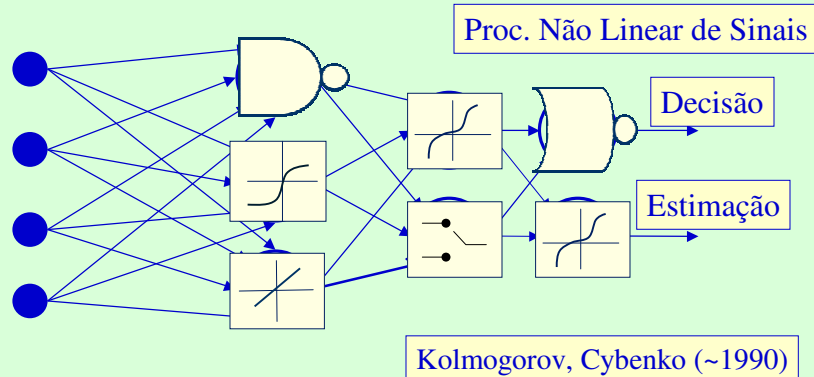 Proc. Não Linear de Sinais
Decisão
Estimação
Kolmogorov, Cybenko (~1990)